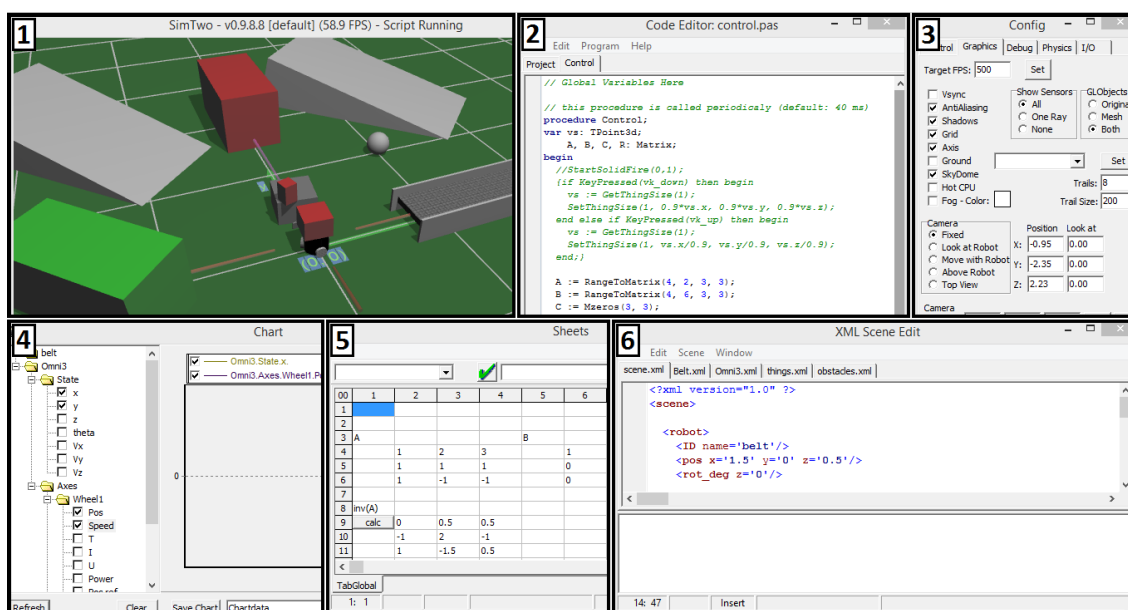 1
SimTwo - v0.9.8.8 [default] (58.9 FPS) - Script Running
(0,0)
2
Code Editor: control.pas
Edit Program Help
Project Control
// Global Variables Here
// this procedure is called periodicaly (default: 40 ms)
procedure Control;
var vs: TPoint3d;
A, B, C, R: Matrix;
begin
//StartSolidFire(0,1);
{if KeyPressed(vk_down) then begin
vs := GetThingSize(1);
SetThingSize(1, 0.9*vs.x, 0.9*vs.y, 0.9*vs.z);
end else if KeyPressed(vk_up) then begin
vs := GetThingSize(1);
SetThingSize(1, vs.x/0.9, vs.y/0.9, vs.z/0.9);
end;}
A := RangeToMatrix(4, 2, 3, 3);
B := RangeToMatrix(4, 6, 3, 3);
C := Mzeros(3, 3);
3
Config
Graphics Debug Physics I/O
Target FPS: 500 Set
Vsync
AntiAliasing
Shadows
Grid
Axis
Ground
SkyDome
Hot CPU
Fog - Color:
Show Sensors
All
One Ray
None
GLObjects
Origina
Mesh
Both
Set
Trails: 8
Trail Size: 200
Camera
Fixed
Look at Robot
Move with Robot
Above Robot
Top View
Position Look at
X: -0.95 0.00
Y: -2.35 0.00
Z: 2.23 0.00
Camera
4
Chart
belt
Omni3
State
x
y
z
theta
Vx
Vy
Vz
Axes
Wheel1
Pos
Speed
T
I
U
Power
Pos ref
Omni3.State.x.
Omni3.Axes.Wheel1.P
0
Refresh Clear Save Chart Chartdata
5
Sheets
00 1 2 3 4 5 6
1
2
3 A B
4 1 2 3 1
5 1 1 1 0
6 1 -1 -1 0
7
8 inv(A)
9 calc 0 0.5 0.5
10 -1 2 -1
11 1 -1.5 0.5
TabGlobal
1: 1
6
XML Scene Edit
Edit Scene Window
scene.xml Belt.xml Omni3.xml things.xml obstacles.xml
<?xml version="1.0" ?>
<scene>
<robot>
<ID name='belt'/>
<pos x='1.5' y='0' z='0.5'/>
<rot_deg z='0'/>
14: 47 Insert